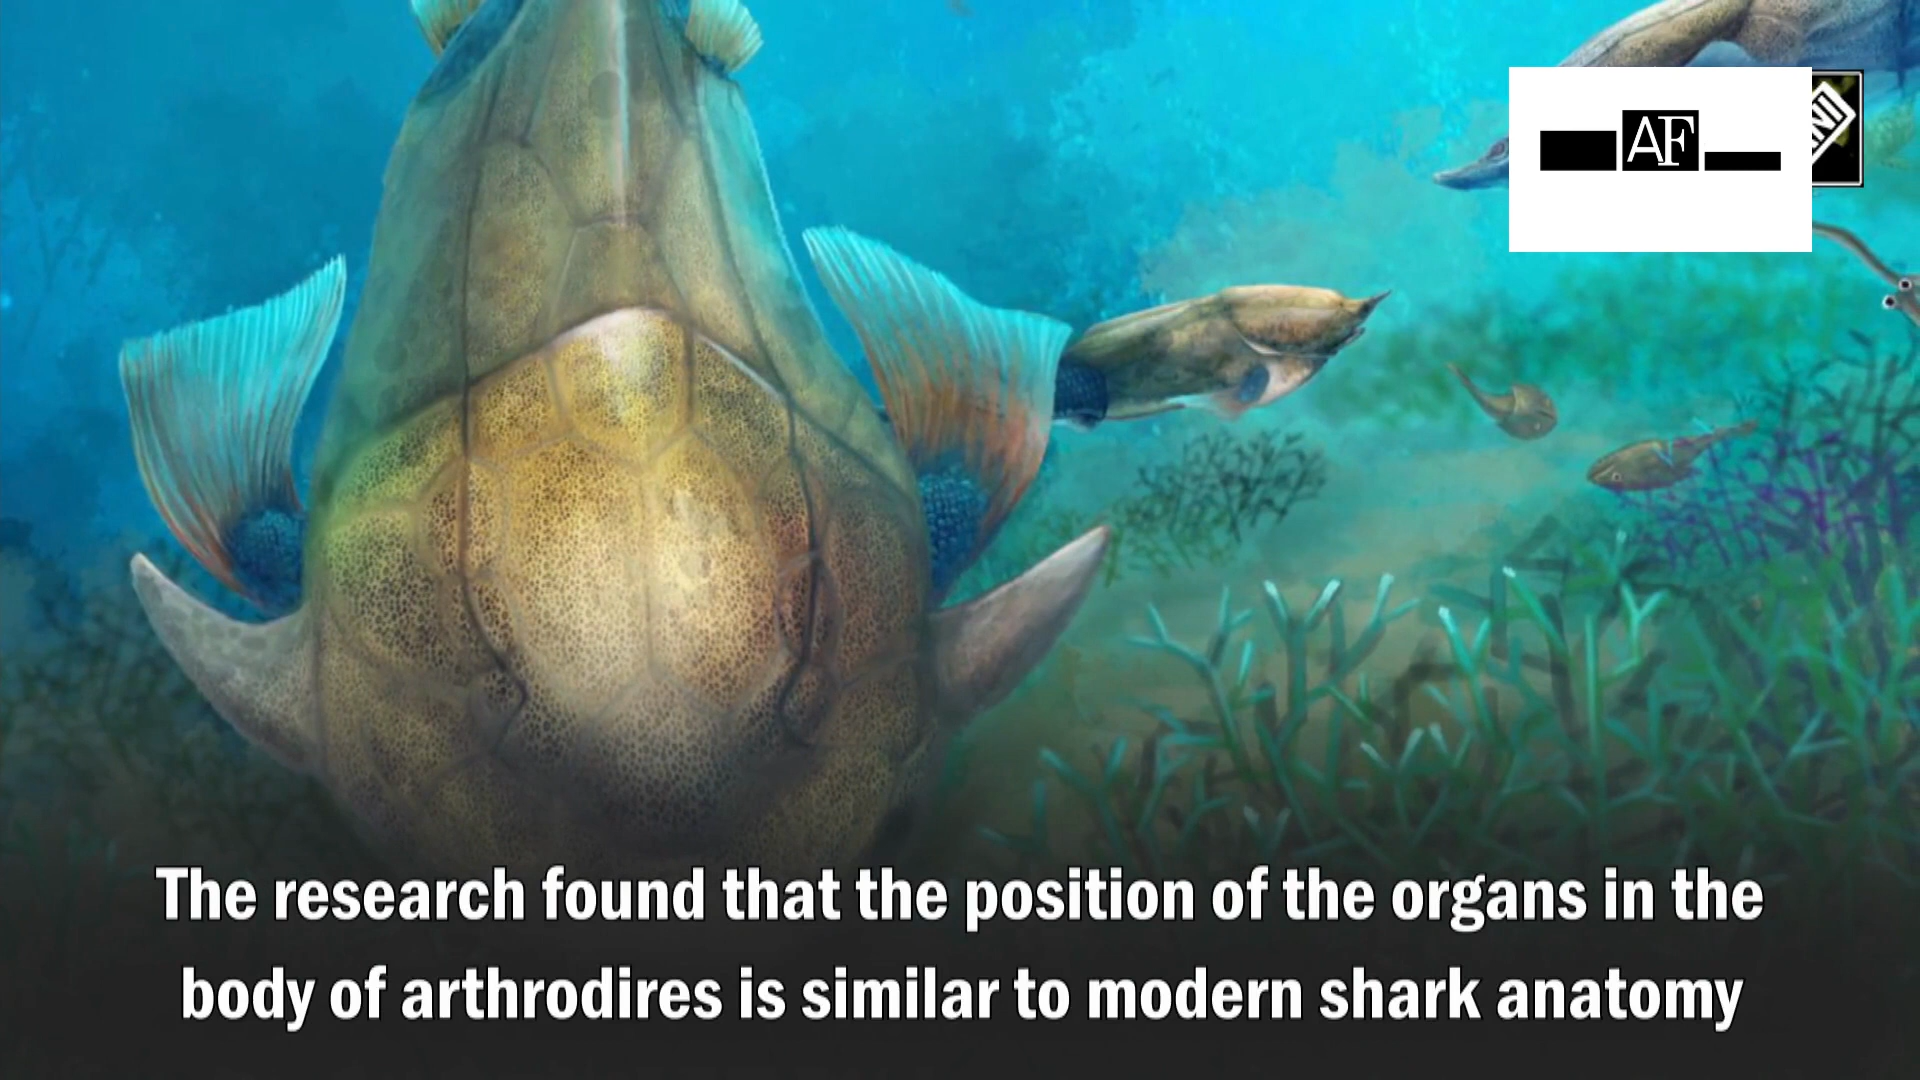 AF
ANI
The research found that the position of the organs in the
body of arthrodires is similar to modern shark anatomy